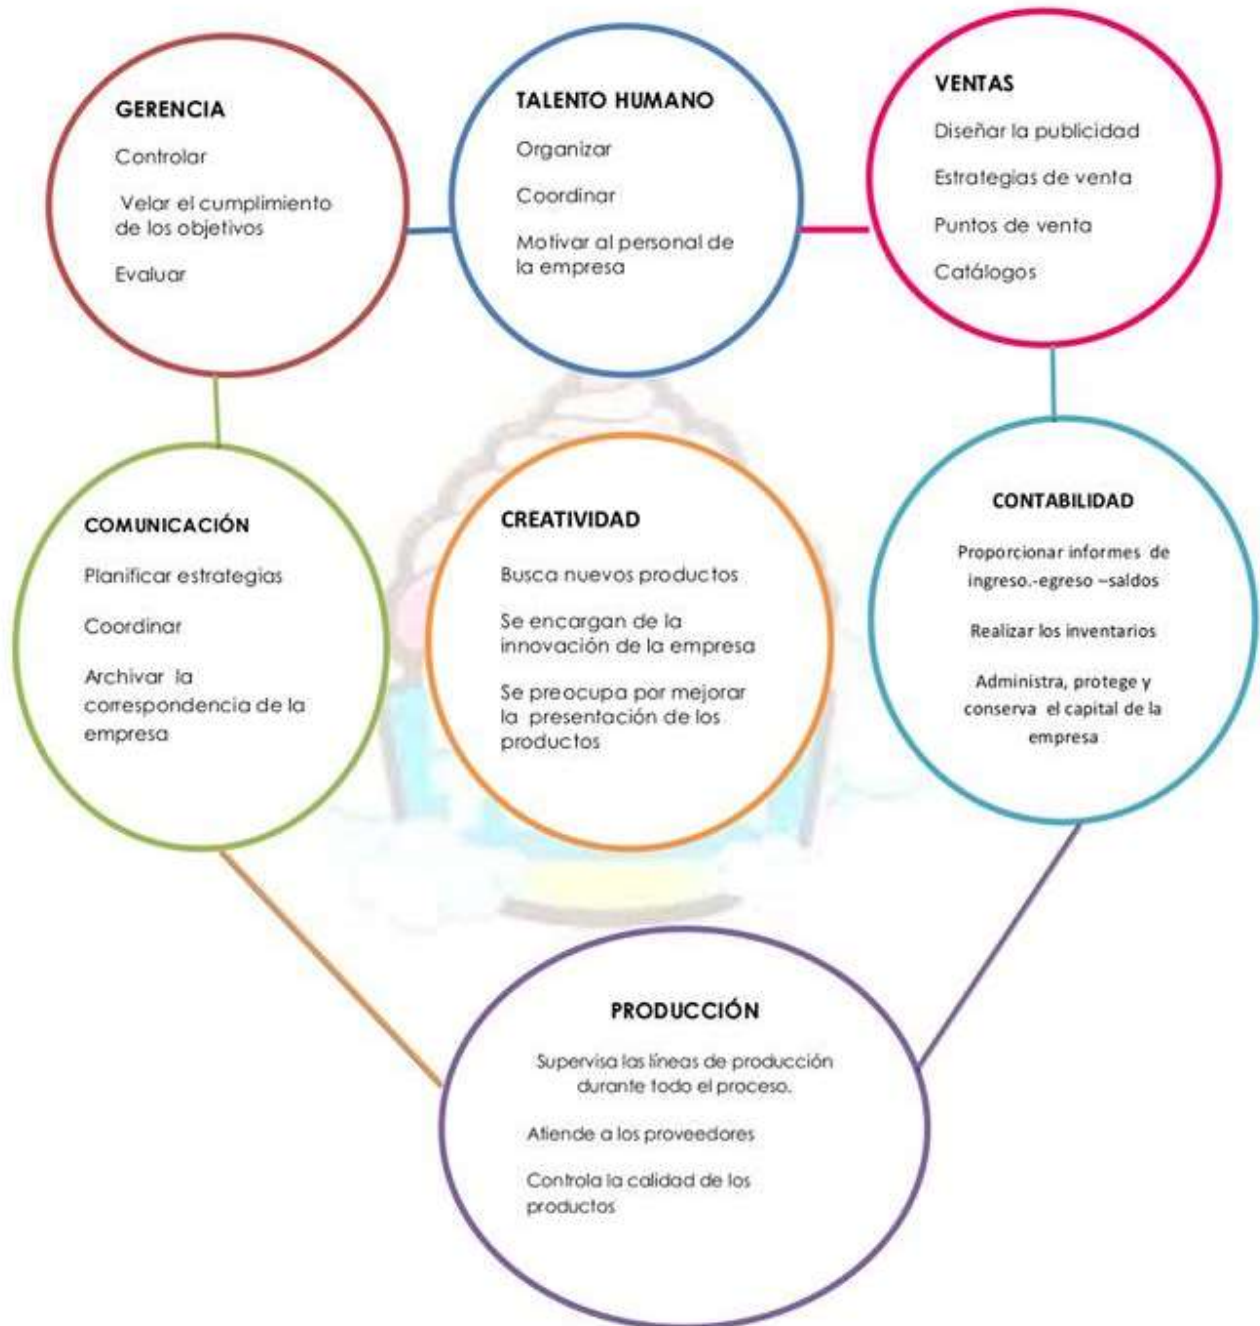 GERENCIA
Controlar
Velar el cumplimiento
de los objetivos
Evaluar
TALENTO HUMANO
Organizar
Coordinar
Motivar al personal de
la empresa
VENTAS
Diseñar la publicidad
Estrategias de venta
Puntos de venta
Catálogos
COMUNICACIÓN
Planificar estrategias
Coordinar
Archivar la
correspondencia de la
empresa
CREATIVIDAD
Busca nuevos productos
Se encargan de la
innovación de la empresa
Se preocupa por mejorar
la presentación de los
productos
CONTABILIDAD
Proporcionar informes de
ingreso.-egreso –saldos
Realizar los inventarios
Administra, protege y
conserva el capital de la
empresa
PRODUCCIÓN
Supervisa las líneas de producción
durante todo el proceso.
Atiende a los proveedores
Controla la calidad de los
productos